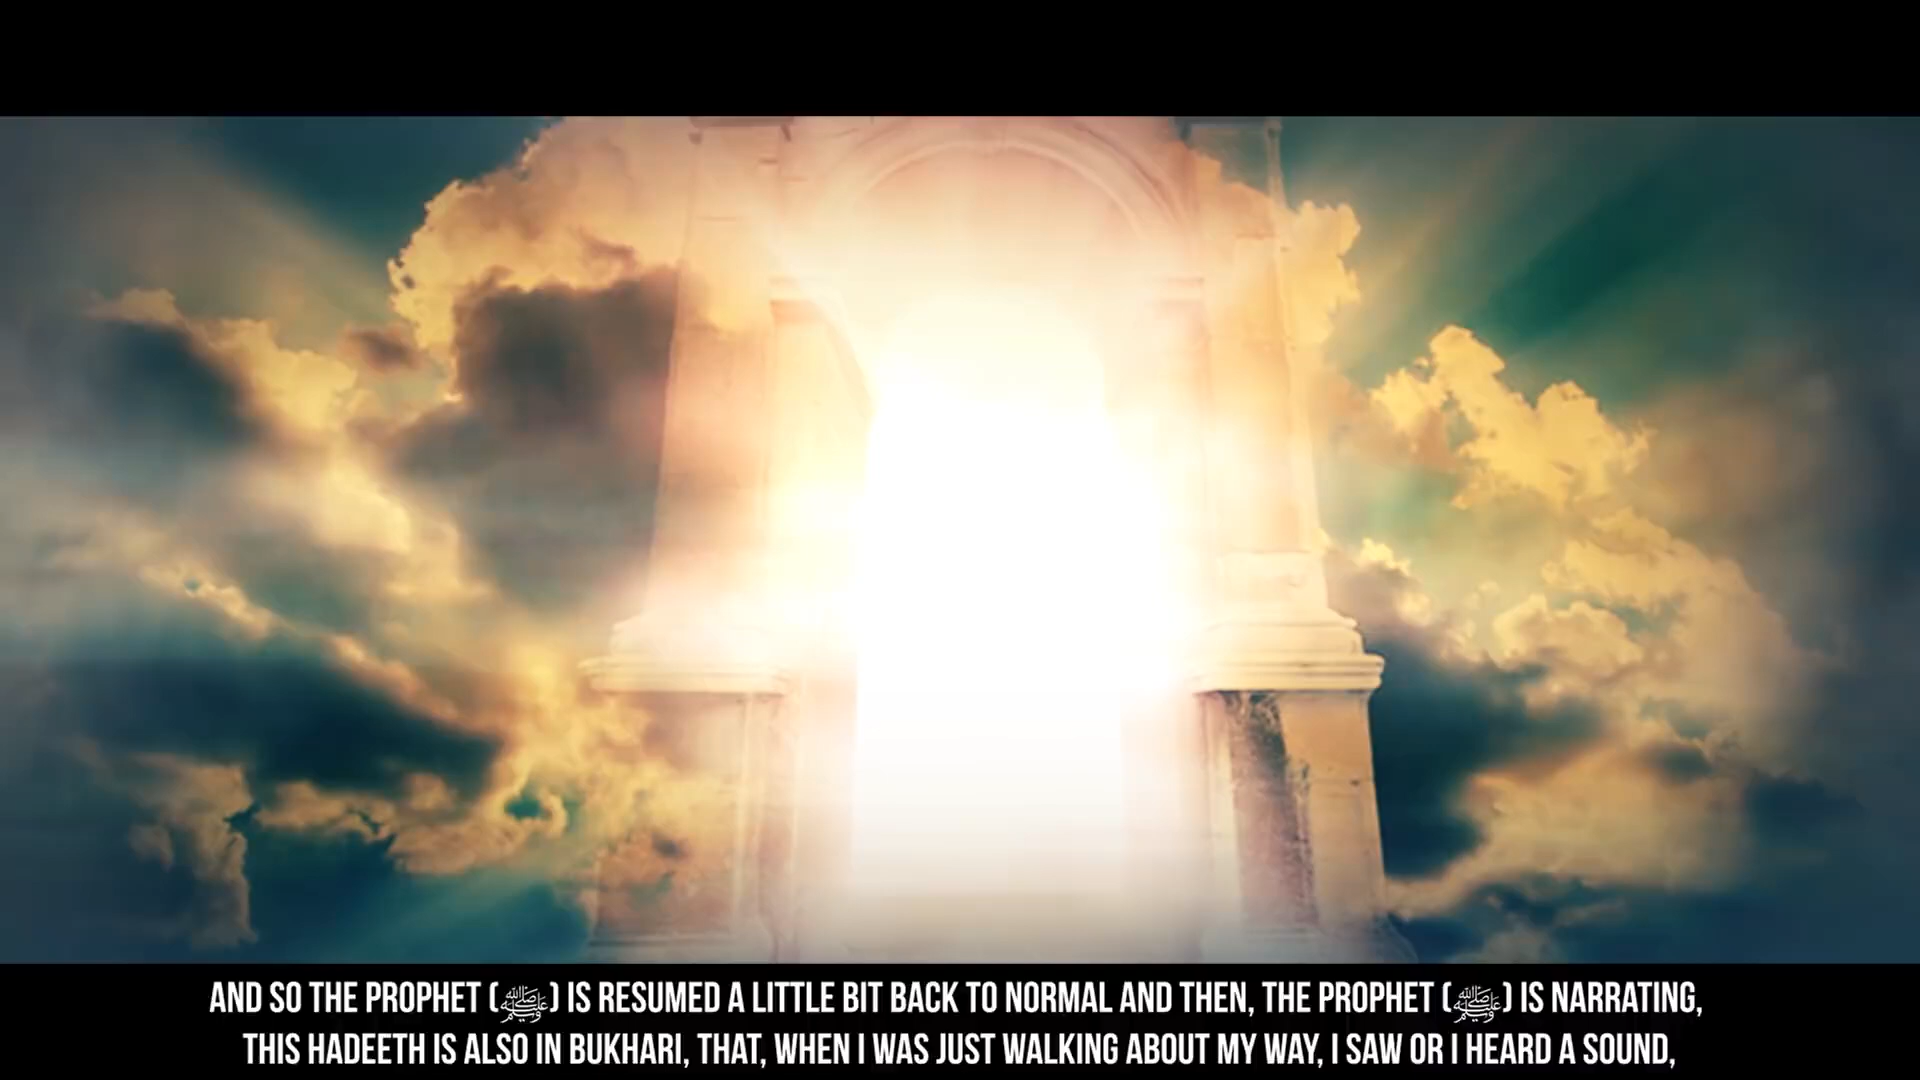 AND SO THE PROPHET (ﷺ) IS RESUMED A LITTLE BIT BACK TO NORMAL AND THEN, THE PROPHET (ﷺ) IS NARRATING,
THIS HADEETH IS ALSO IN BUKHARI, THAT, WHEN I WAS JUST WALKING ABOUT MY WAY, I SAW OR I HEARD A SOUND,